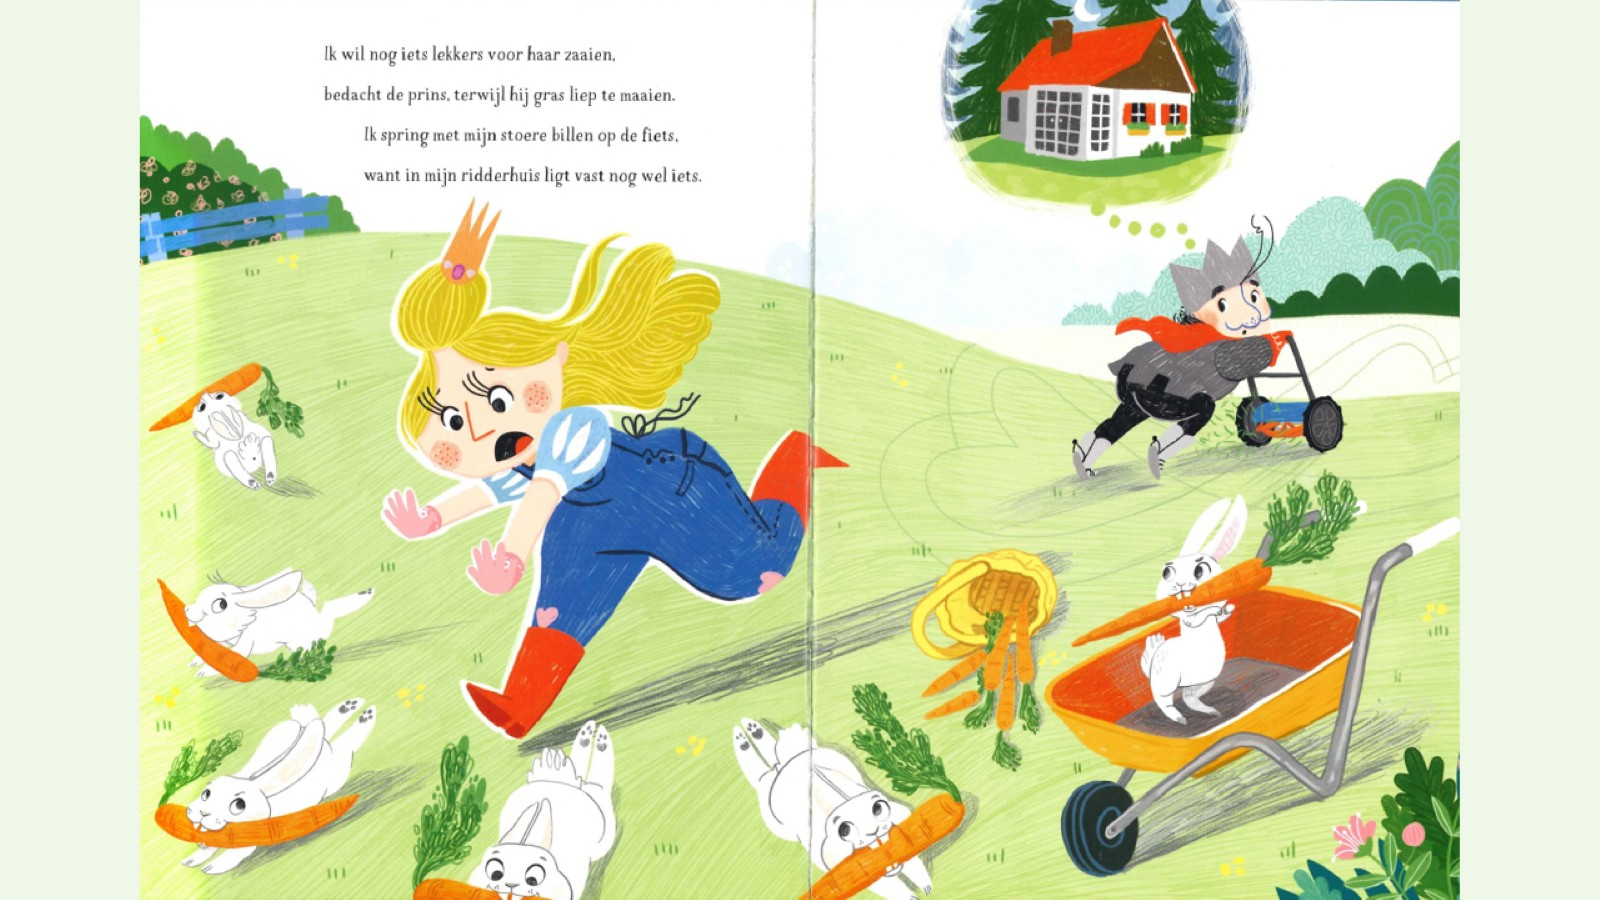 Ik wil nog iets lekkers voor haar zaaien,
bedacht de prins, terwijl hij gras liep te maaien.
Ik spring met mijn stoere billen op de fiets,
want in mijn ridderhuis ligt vast nog wel iets.